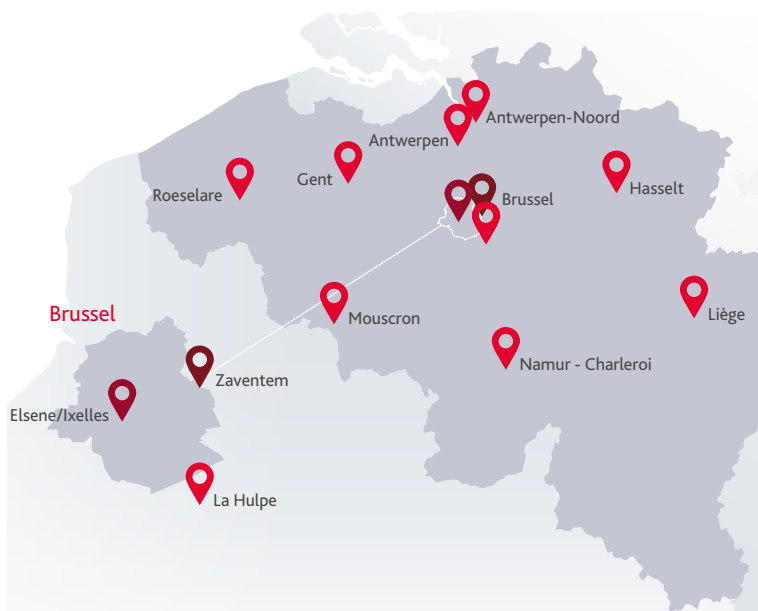 Antwerpen-Noord
Antwerpen
Gent
Hasselt
Roeselare
Brussel
Brussel
Mouscron
Liège
Namur - Charleroi
Zaventem
Elsene/Ixelles
La Hulpe